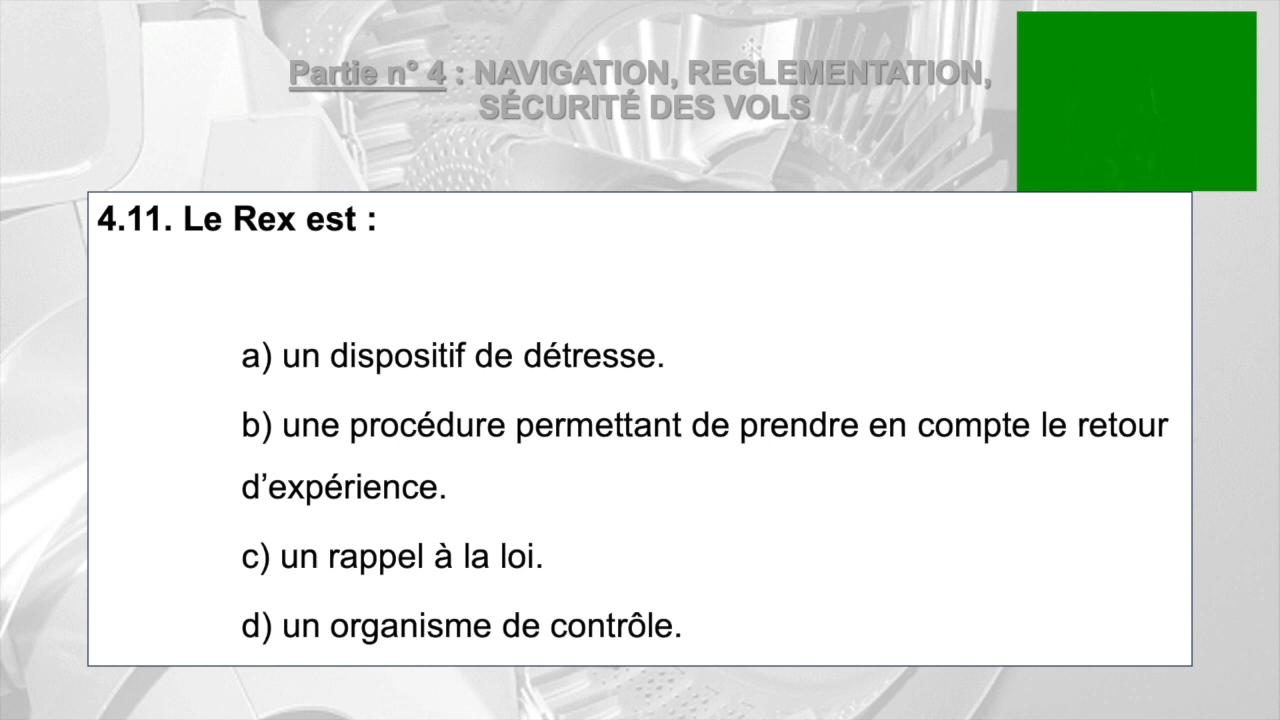 Partie n° 4 : NAVIGATION, REGLEMENTATION,
SÉCURITÉ DES VOLS
4.11. Le Rex est :
a) un dispositif de détresse.
b) une procédure permettant de prendre en compte le retour
d’expérience.
c) un rappel à la loi.
d) un organisme de contrôle.